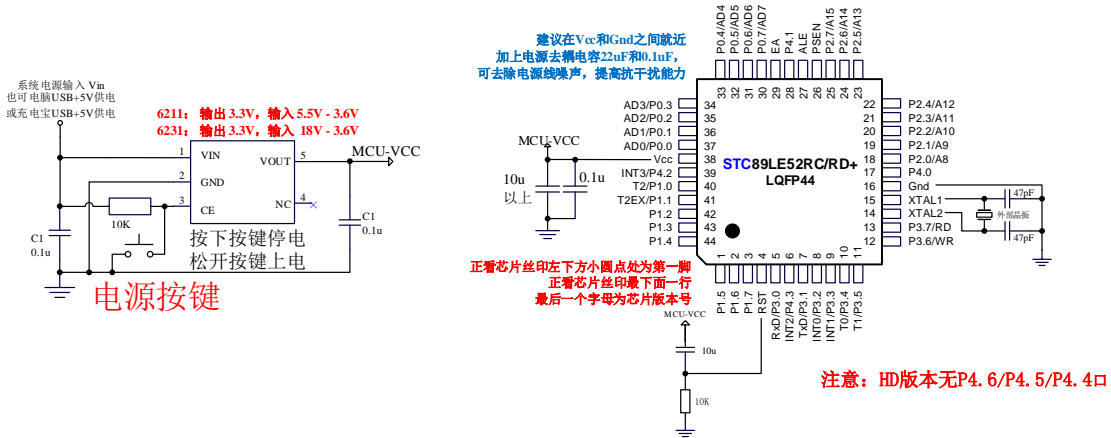 系统电源输入 Vin
也可电脑USB+5V供电
或充电宝USB+5V供电
6211： 输出 3.3V，输入 5.5V - 3.6V
6231： 输出 3.3V，输入 18V - 3.6V
1
VIN
VOUT
5
MCU-VCC
2
GND
3
CE
NC
4
10K
C1
0.1u
C1
0.1u
按下按键停电
松开按键上电
电源按键
建议在Vcc和Gnd之间就近
加上电源去耦电容22uF和0.1uF，
可去除电源线噪声，提高抗干扰能力
MCU-VCC
10u
以上
0.1u
P0.4/AD4
P0.5/AD5
P0.6/AD6
P0.7/AD7
EA
P4.1
ALE
PSEN
P2.7/A15
P2.6/A14
P2.5/A13
33
32
31
30
29
28
27
26
25
24
23
AD3/P0.3
34
AD2/P0.2
35
AD1/P0.1
36
AD0/P0.0
37
Vcc
38
INT3/P4.2
39
T2/P1.0
40
T2EX/P1.1
41
P1.2
42
P1.3
43
P1.4
44
STC89LE52RC/RD+
LQFP44
22
P2.4/A12
21
P2.3/A11
20
P2.2/A10
19
P2.1/A9
18
P2.0/A8
17
P4.0
16
Gnd
15
XTAL1
14
XTAL2
13
P3.7/RD
12
P3.6/WR
47pF
外部晶振
47pF
1
2
3
4
5
6
7
8
9
10
11
P1.5
P1.6
P1.7
RST
RxD/P3.0
INT2/P4.3
TxD/P3.1
INT0/P3.2
INT1/P3.3
T0/P3.4
T1/P3.5
正看芯片丝印左下方小圆点处为第一脚
正看芯片丝印最下面一行
最后一个字母为芯片版本号
MCU-VCC
10u
10K
注意：HD版本无P4.6/P4.5/P4.4口